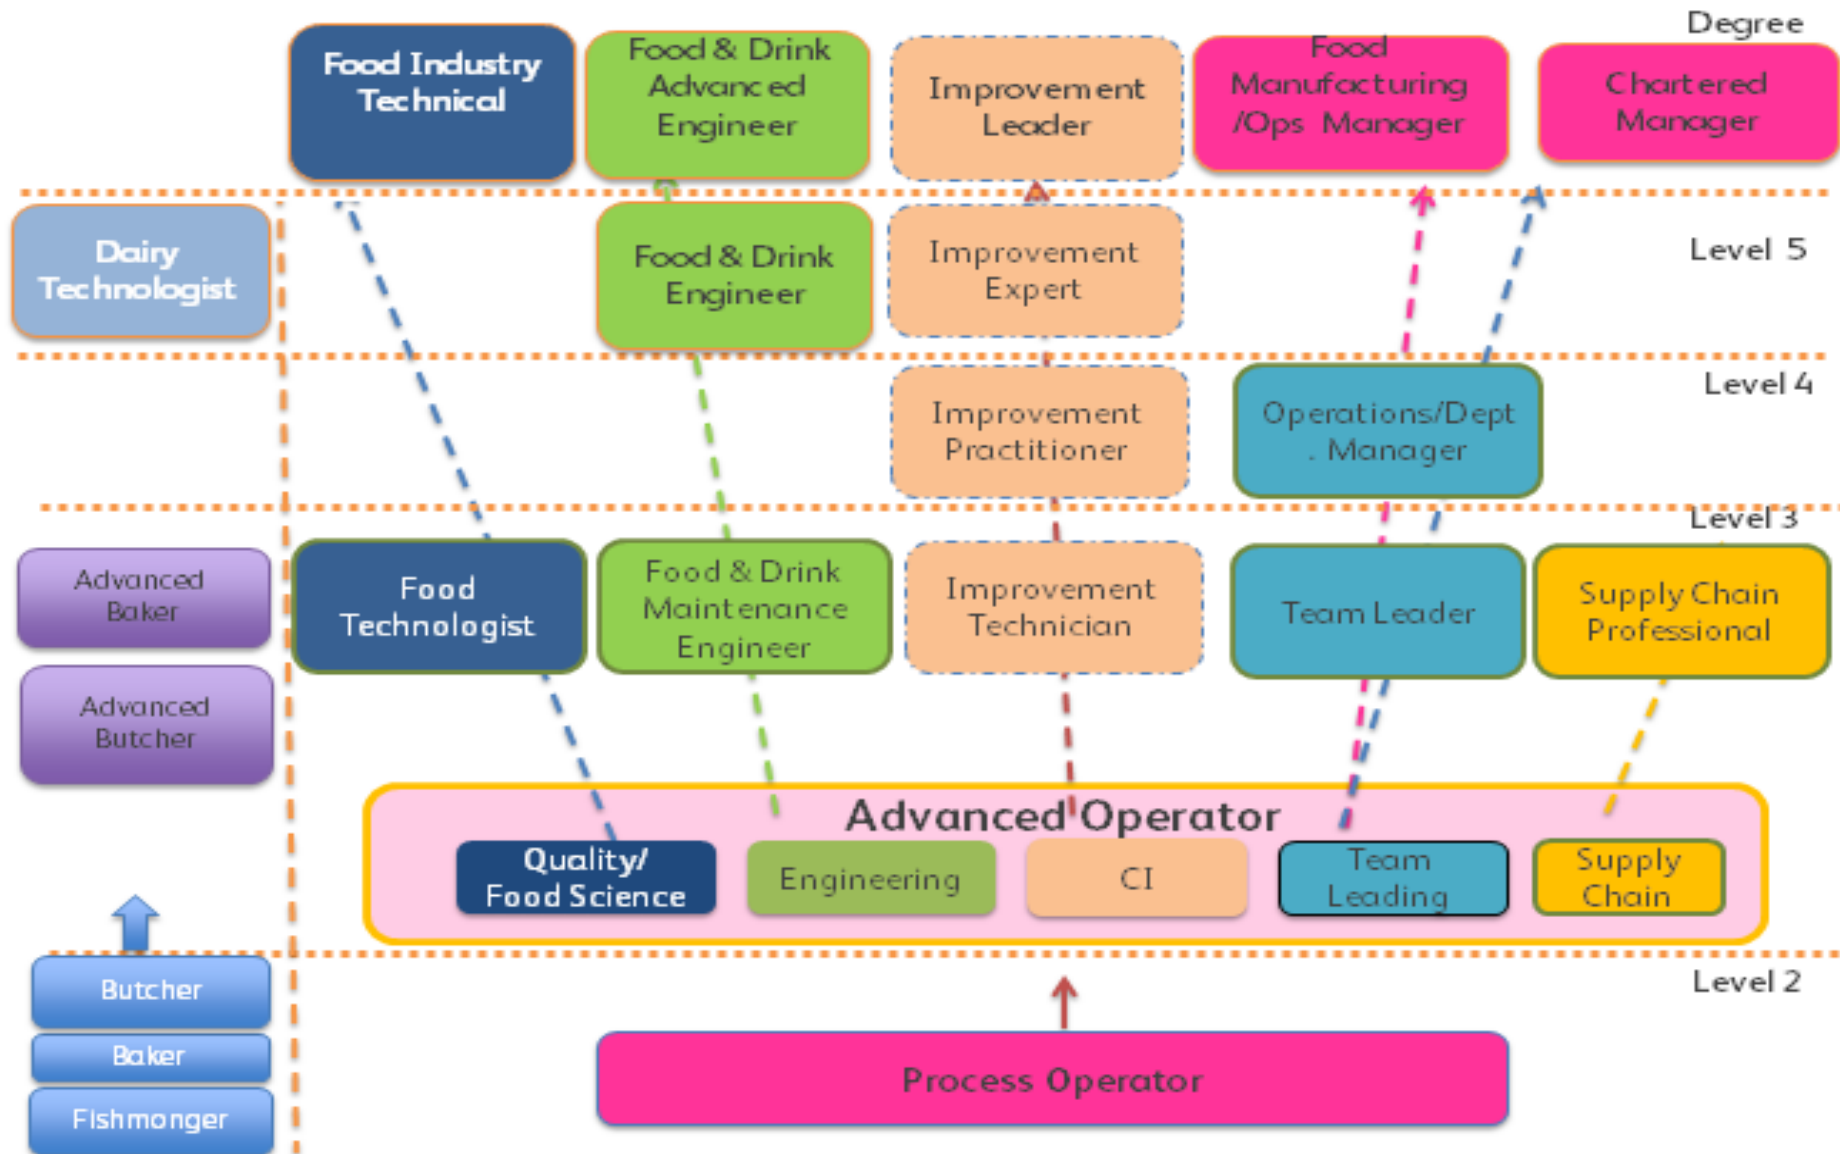 Degree
Food Industry
Technical
Food & Drink
Advanced
Engineer
Improvement
Leader
Food
Manufacturing
/Ops Manager
Chartered
Manager
Level 5
Dairy
Technologist
Food & Drink
Engineer
Improvement
Expert
Level 4
Improvement
Practitioner
Operations/Dept
. Manager
Level 3
Advanced
Baker
Food
Technologist
Food & Drink
Maintenance
Engineer
Improvement
Technician
Team Leader
Supply Chain
Professional
Advanced
Butcher
Advanced Operator
Quality/
Food Science
Engineering
CI
Team
Leading
Supply
Chain
Level 2
Butcher
Baker
Fishmonger
Process Operator